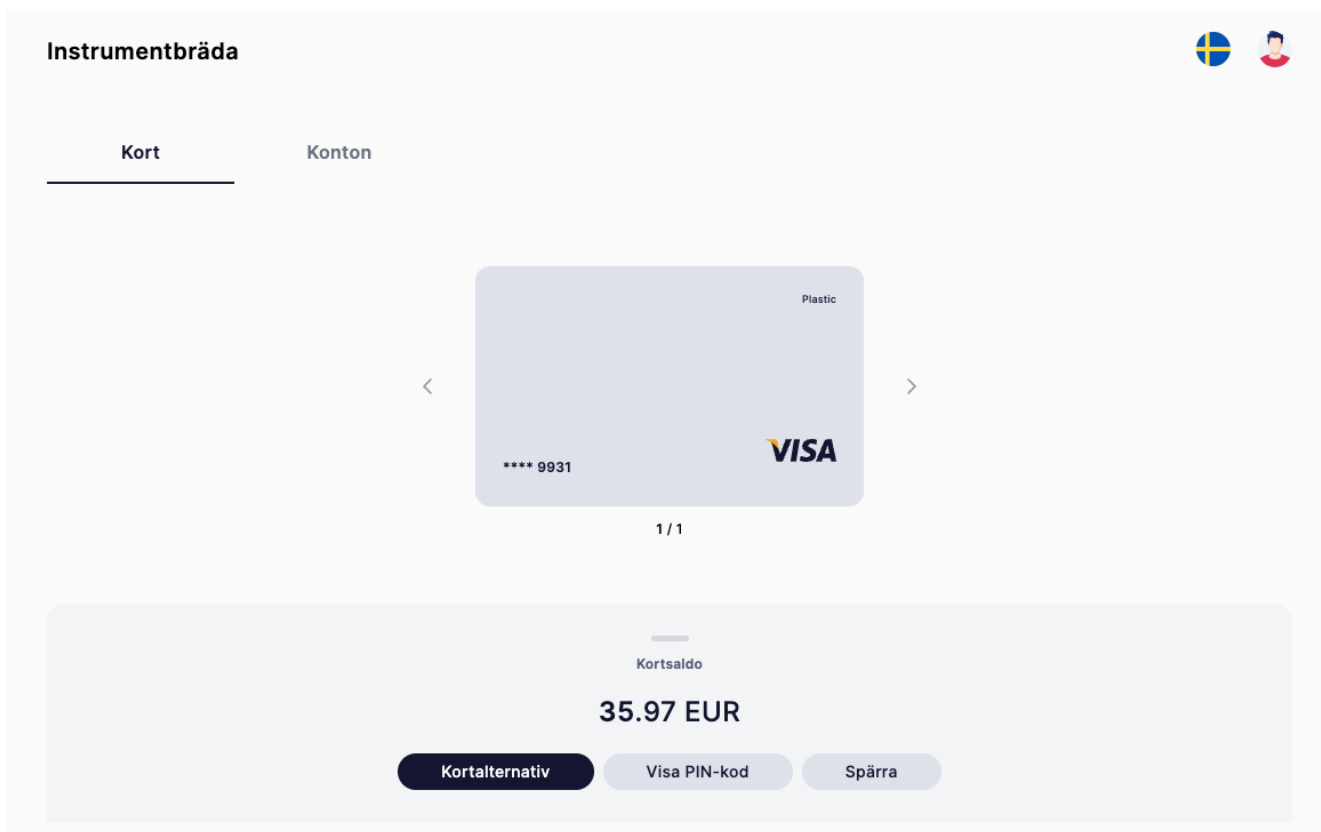 Instrumentbräda
Kort
Konton
Plastic
**** 9931
VISA
1 / 1
Kortsaldo
35.97 EUR
Kortalternativ
Visa PIN-kod
Spärra